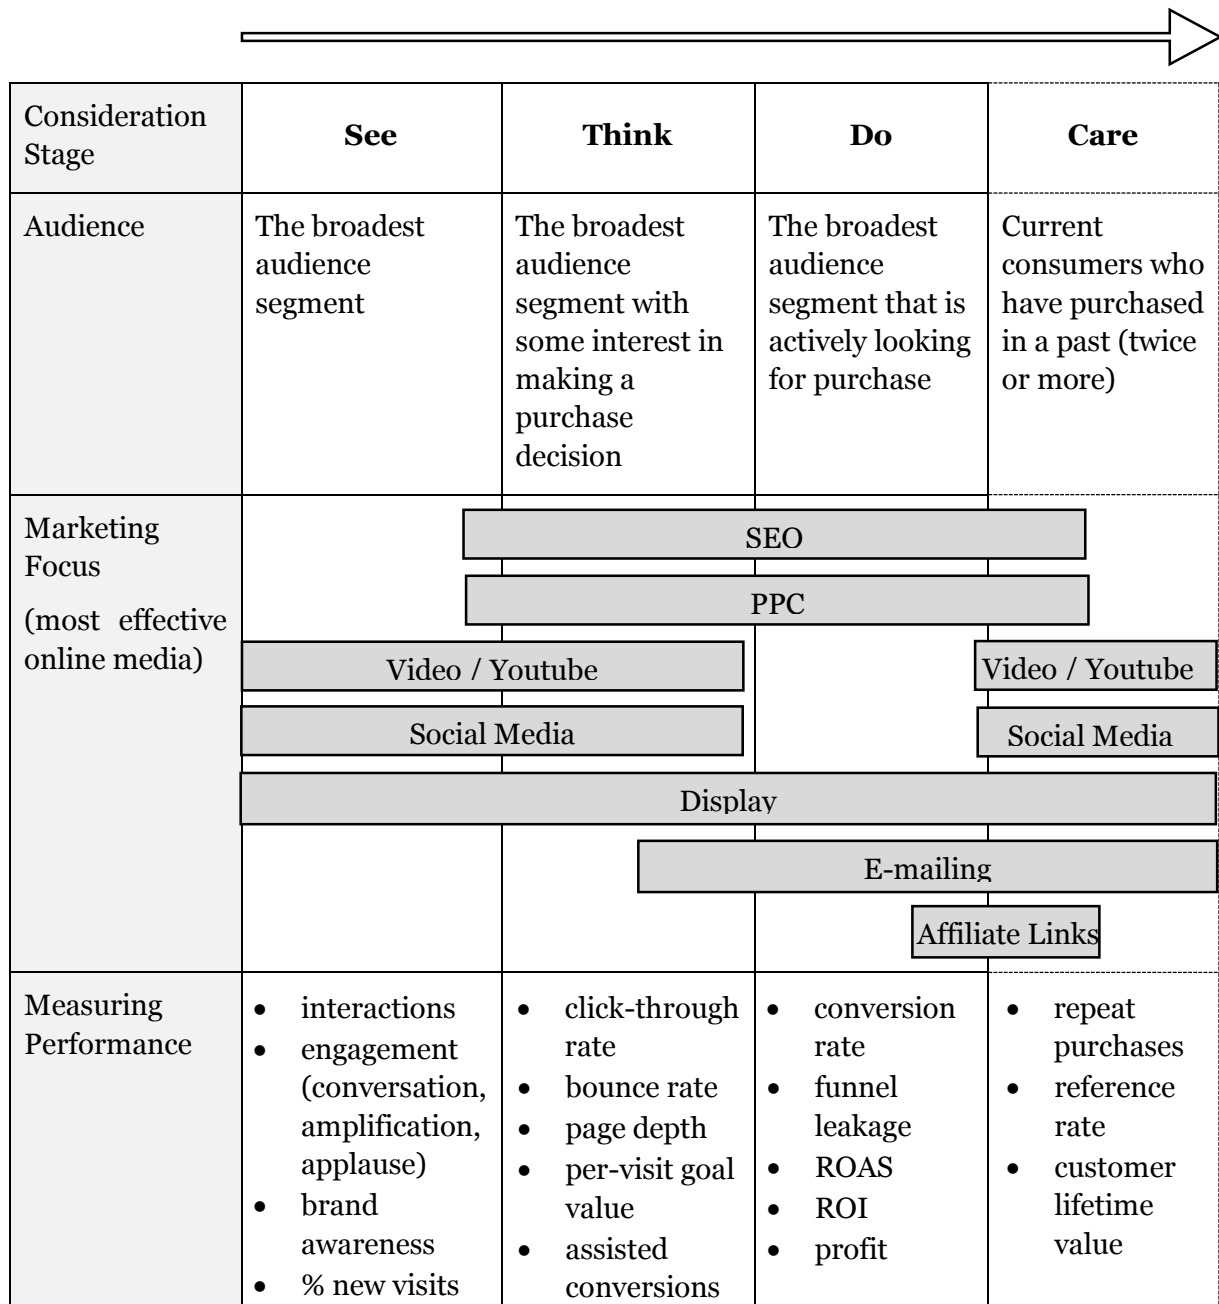 Consideration
Stage
See
Think
Do
Care
Audience
The broadest
audience
segment
The broadest
audience
segment with
some interest in
making a
purchase
decision
The broadest
audience
segment that is
actively looking
for purchase
Current
consumers who
have purchased
in a past (twice
or more)
Marketing
Focus
(most effective
online media)
SEO
PPC
Video / Youtube
Video / Youtube
Social Media
Social Media
Display
E-mailing
Affiliate Links
Measuring
Performance
• interactions
• engagement
(conversation,
amplification,
applause)
• brand
awareness
• % new visits
• click-through
rate
• bounce rate
• page depth
• per-visit goal
value
• assisted
conversions
• conversion
rate
• funnel
leakage
• ROAS
• ROI
• profit
• repeat
purchases
• reference
rate
• customer
lifetime
value